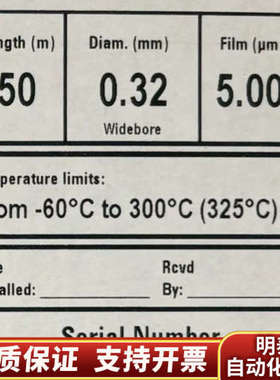 ngth (m) Diam. (mm) Film (µm
50 0.32 5.00
Widebore
perature limits:
om -60°C to 300°C (325°C)
e Rcvd
alled: By:
Serial Number
质保证 支持开票 明
自动化